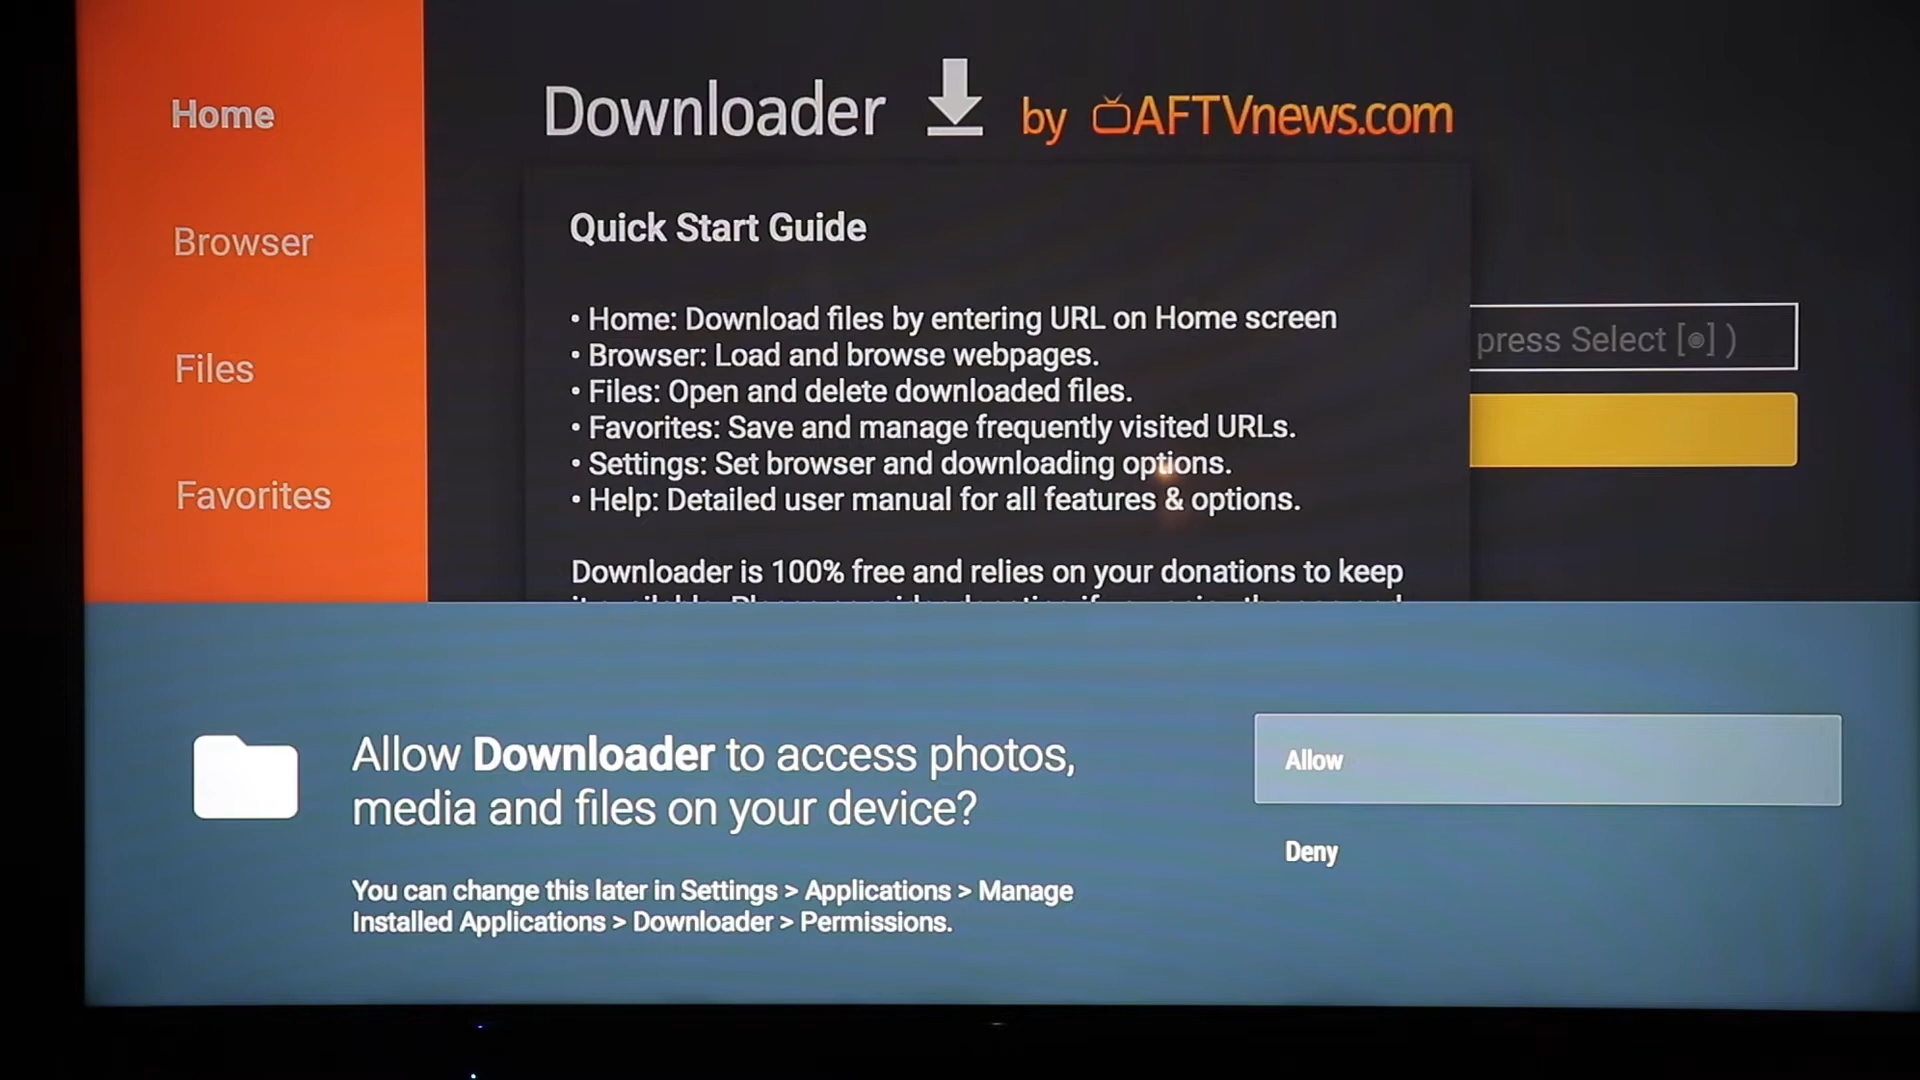 Home
Browser
Files
Favorites
Downloader by AFTVnews.com
Quick Start Guide
• Home: Download files by entering URL on Home screen
• Browser: Load and browse webpages.
• Files: Open and delete downloaded files.
• Favorites: Save and manage frequently visited URLs.
• Settings: Set browser and downloading options.
• Help: Detailed user manual for all features & options.
Downloader is 100% free and relies on your donations to keep
press Select [◉] )
Allow Downloader to access photos,
media and files on your device?
You can change this later in Settings > Applications > Manage
Installed Applications > Downloader > Permissions.
Allow
Deny